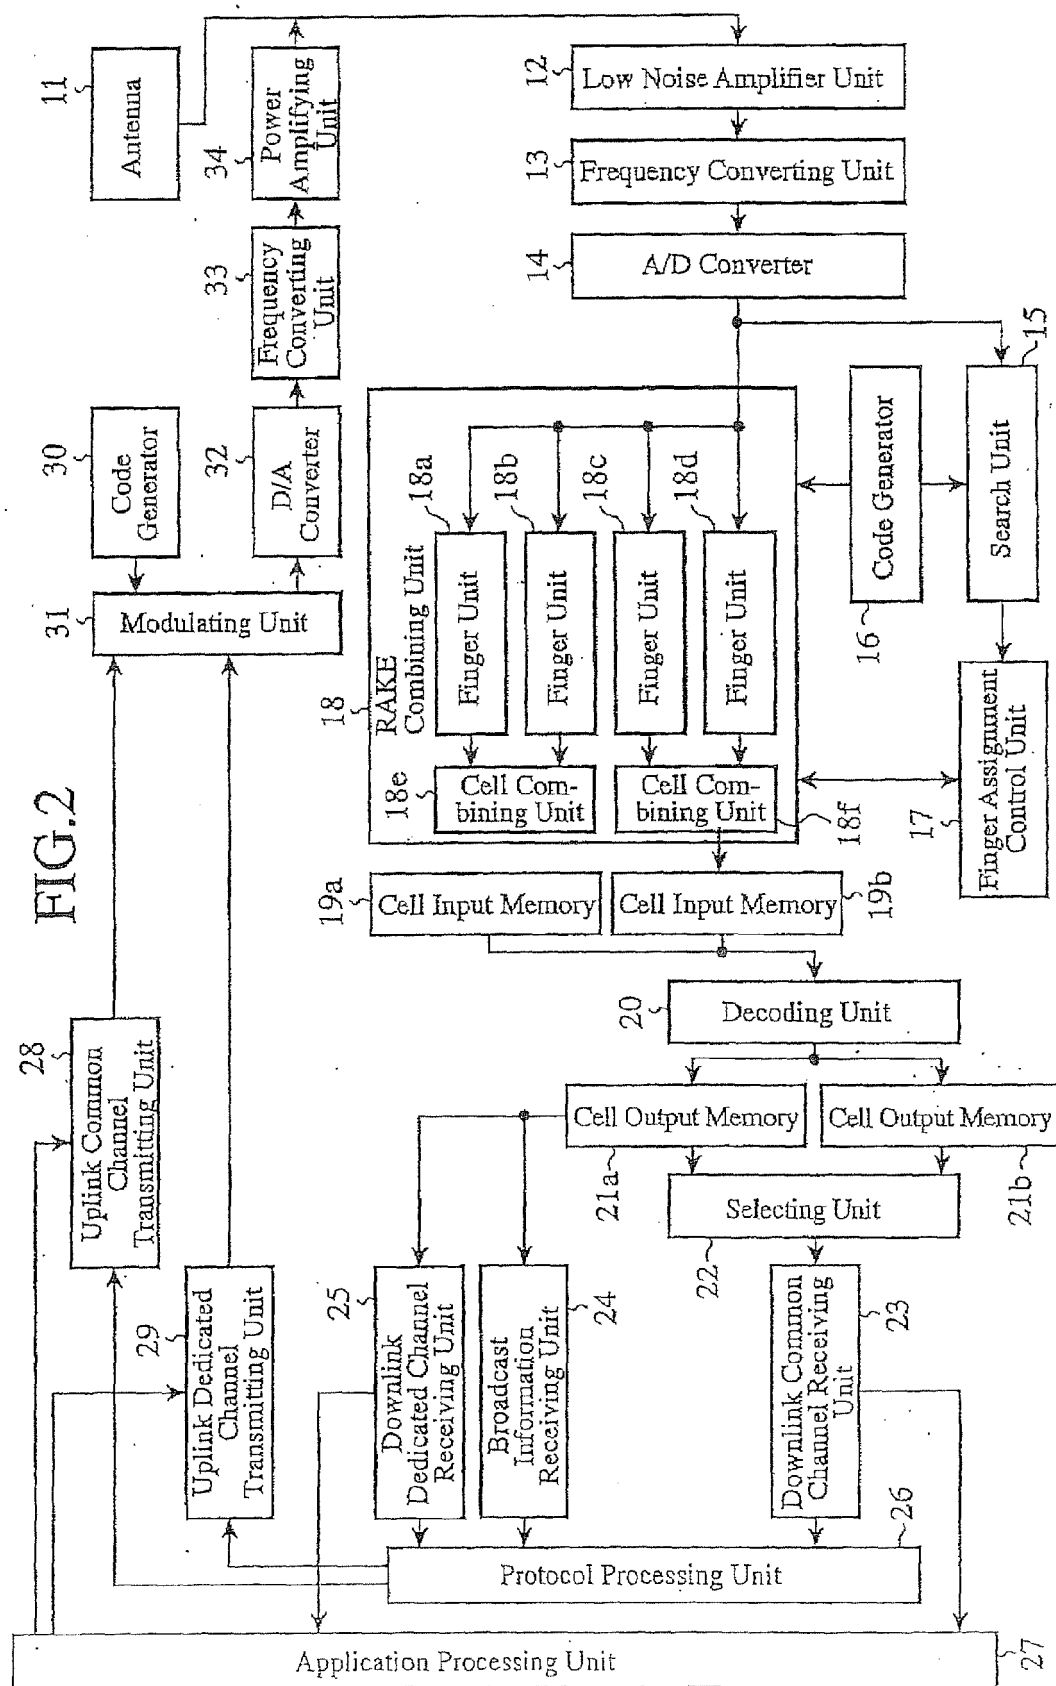 FIG.2
11
Antenna
34
Power
Amplifying
Unit
33
Frequency
Converting
Unit
32
D/A
Converter
30
Code
Generator
31
Modulating Unit
12
Low Noise Amplifier Unit
13
Frequency Converting Unit
14
A/D Converter
15
Search Unit
16
Code Generator
17
Finger Assignment
Control Unit
18
RAKE
Combining Unit
18a
Finger Unit
18b
Finger Unit
18c
Finger Unit
18d
Finger Unit
18e
Cell Com-
bining Unit
18f
Cell Com-
bining Unit
19a
Cell Input Memory
19b
Cell Input Memory
20
Decoding Unit
21a
Cell Output Memory
21b
Cell Output Memory
22
Selecting Unit
23
Downlink Common
Channel Receiving
Unit
24
Broadcast
Information
Receiving Unit
25
Downlink
Dedicated Channel
Receiving Unit
26
Protocol Processing Unit
27
Application Processing Unit
28
Uplink Common
Channel
Transmitting Unit
29
Uplink Dedicated
Channel
Transmitting Unit